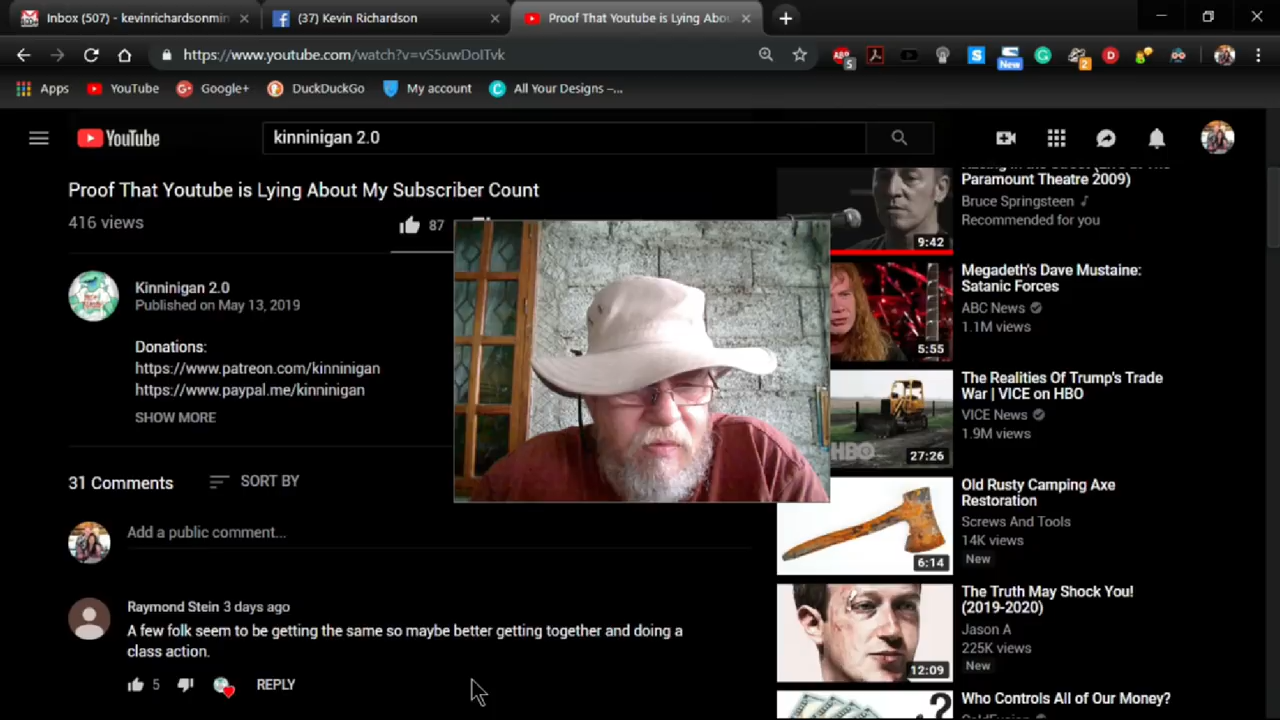 Inbox (507) - kevinrichardsonmin
(37) Kevin Richardson
Proof That Youtube is Lying Abou
https://www.youtube.com/watch?v=vS5uwDoITvk
S
New
2
Apps
YouTube
Google+
DuckDuckGo
My account
All Your Designs –...
YouTube
kinninigan 2.0
Proof That Youtube is Lying About My Subscriber Count
416 views
87
Kinninigan 2.0
Published on May 13, 2019
Donations:
https://www.patreon.com/kinninigan
https://www.paypal.me/kinninigan
SHOW MORE
31 Comments
SORT BY
Add a public comment...
Raymond Stein 3 days ago
A few folk seem to be getting the same so maybe better getting together and doing a
class action.
5
REPLY
Paramount Theatre 2009)
Bruce Springsteen
Recommended for you
9:42
Megadeth's Dave Mustaine:
Satanic Forces
ABC News
1.1M views
5:55
The Realities Of Trump's Trade
War | VICE on HBO
VICE News
1.9M views
HBO
27:26
Old Rusty Camping Axe
Restoration
Screws And Tools
14K views
New
6:14
The Truth May Shock You!
(2019-2020)
Jason A
225K views
New
12:09
Who Controls All of Our Money?